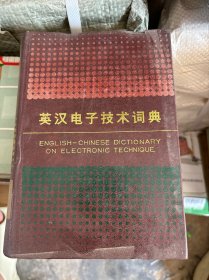 英汉电子技术词典
ENGLISH-CHINESE DICTIONARY
ON ELECTRONIC TECHNIQUE